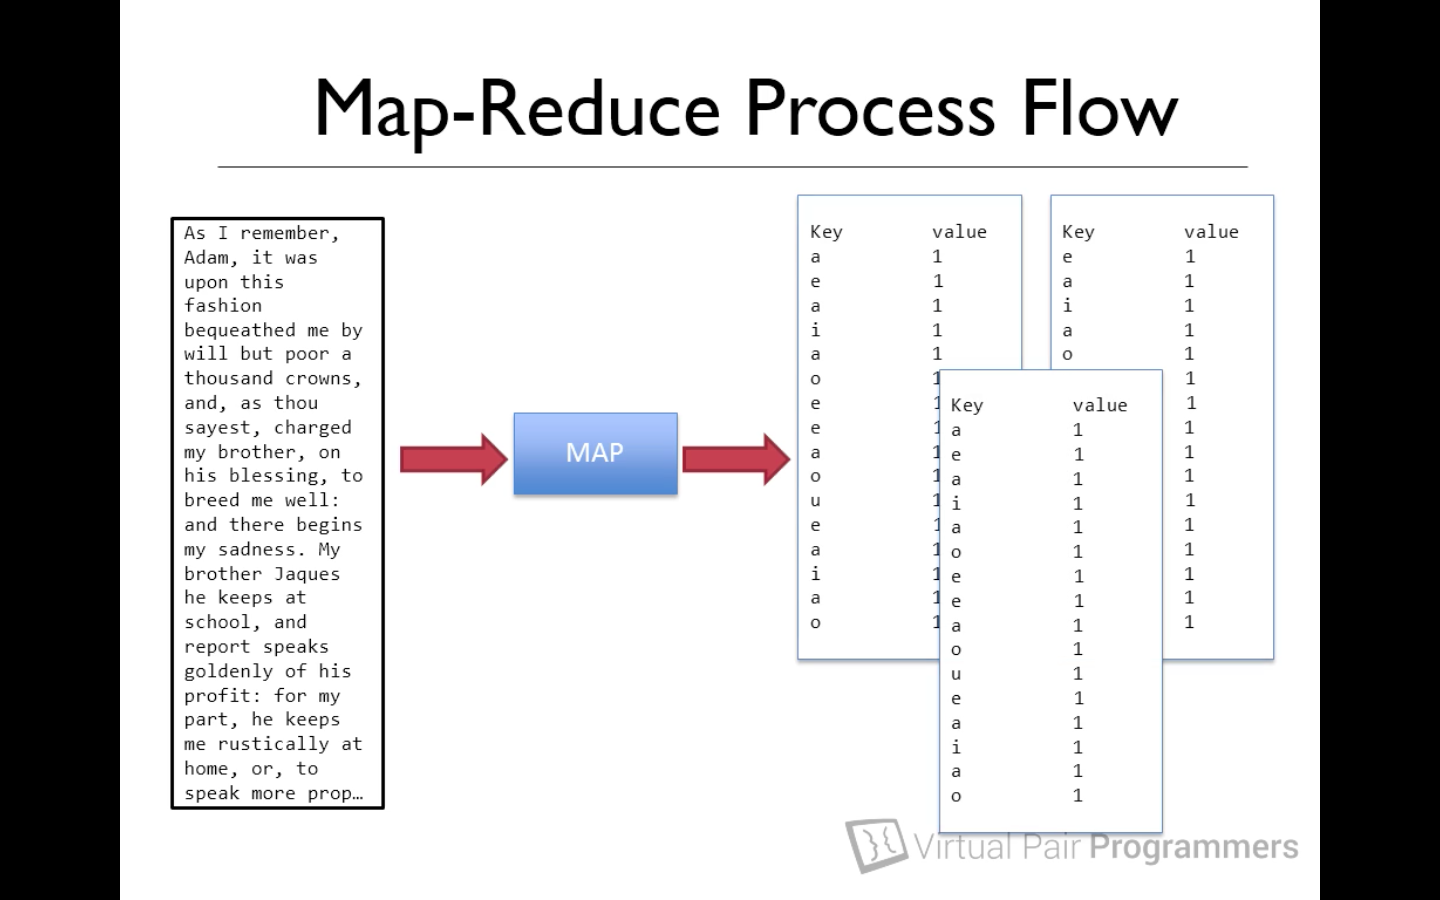 Map-Reduce Process Flow
As I remember,
Adam, it was
upon this
fashion
bequeathed me by
will but poor a
thousand crowns,
and, as thou
sayest, charged
my brother, on
his blessing, to
breed me well:
and there begins
my sadness. My
brother Jaques
he keeps at
school, and
report speaks
goldenly of his
profit: for my
part, he keeps
me rustically at
home, or, to
speak more prop…
MAP
Key value
a 1
e 1
a 1
i 1
a 1
o 1
e 1
e 1
a 1
o 1
u 1
e 1
a 1
i 1
a 1
o 1
Key value
e 1
a 1
i 1
a 1
o 1
1
1
1
1
1
1
1
1
1
1
1
Key value
a 1
e 1
a 1
i 1
a 1
o 1
e 1
e 1
a 1
o 1
u 1
e 1
a 1
i 1
a 1
o 1
Virtual Pair Programmers